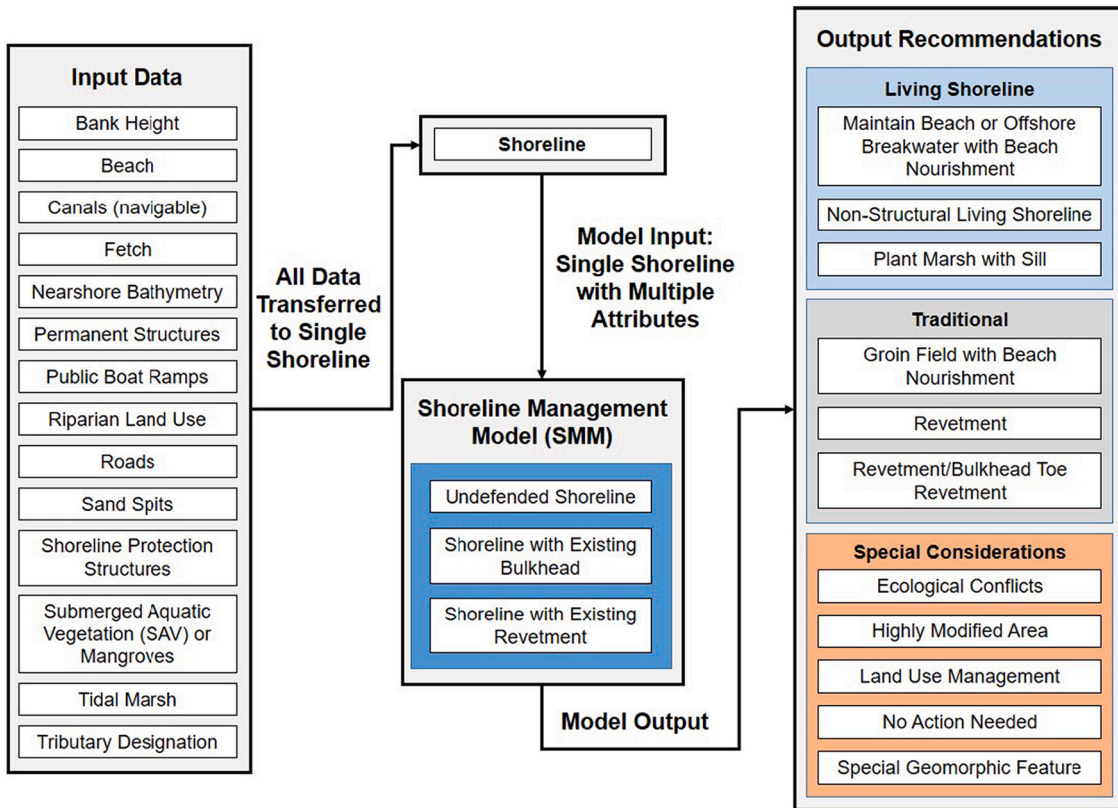 Input Data
Bank Height
Beach
Canals (navigable)
Fetch
Nearshore Bathymetry
Permanent Structures
Public Boat Ramps
Riparian Land Use
Roads
Sand Spits
Shoreline Protection
Structures
Submerged Aquatic
Vegetation (SAV) or
Mangroves
Tidal Marsh
Tributary Designation
All Data
Transferred
to Single
Shoreline
Shoreline
Model Input:
Single Shoreline
with Multiple
Attributes
Shoreline Management
Model (SMM)
Undefended Shoreline
Shoreline with Existing
Bulkhead
Shoreline with Existing
Revetment
Model Output
Output Recommendations
Living Shoreline
Maintain Beach or Offshore
Breakwater with Beach
Nourishment
Non-Structural Living Shoreline
Plant Marsh with Sill
Traditional
Groin Field with Beach
Nourishment
Revetment
Revetment/Bulkhead Toe
Revetment
Special Considerations
Ecological Conflicts
Highly Modified Area
Land Use Management
No Action Needed
Special Geomorphic Feature